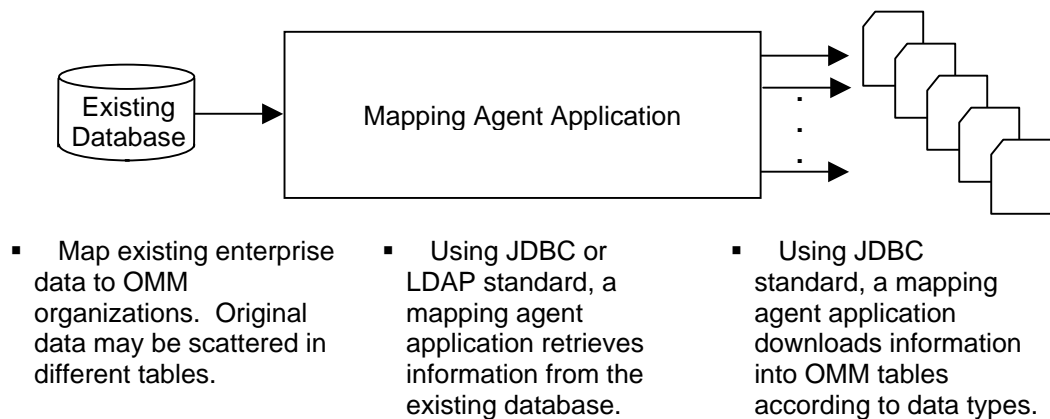 Existing
Database
Mapping Agent Application
▪ Map existing enterprise
data to OMM
organizations.  Original
data may be scattered in
different tables.
▪ Using JDBC or
LDAP standard, a
mapping agent
application retrieves
information from the
existing database.
▪ Using JDBC
standard, a mapping
agent application
downloads information
into OMM tables
according to data types.